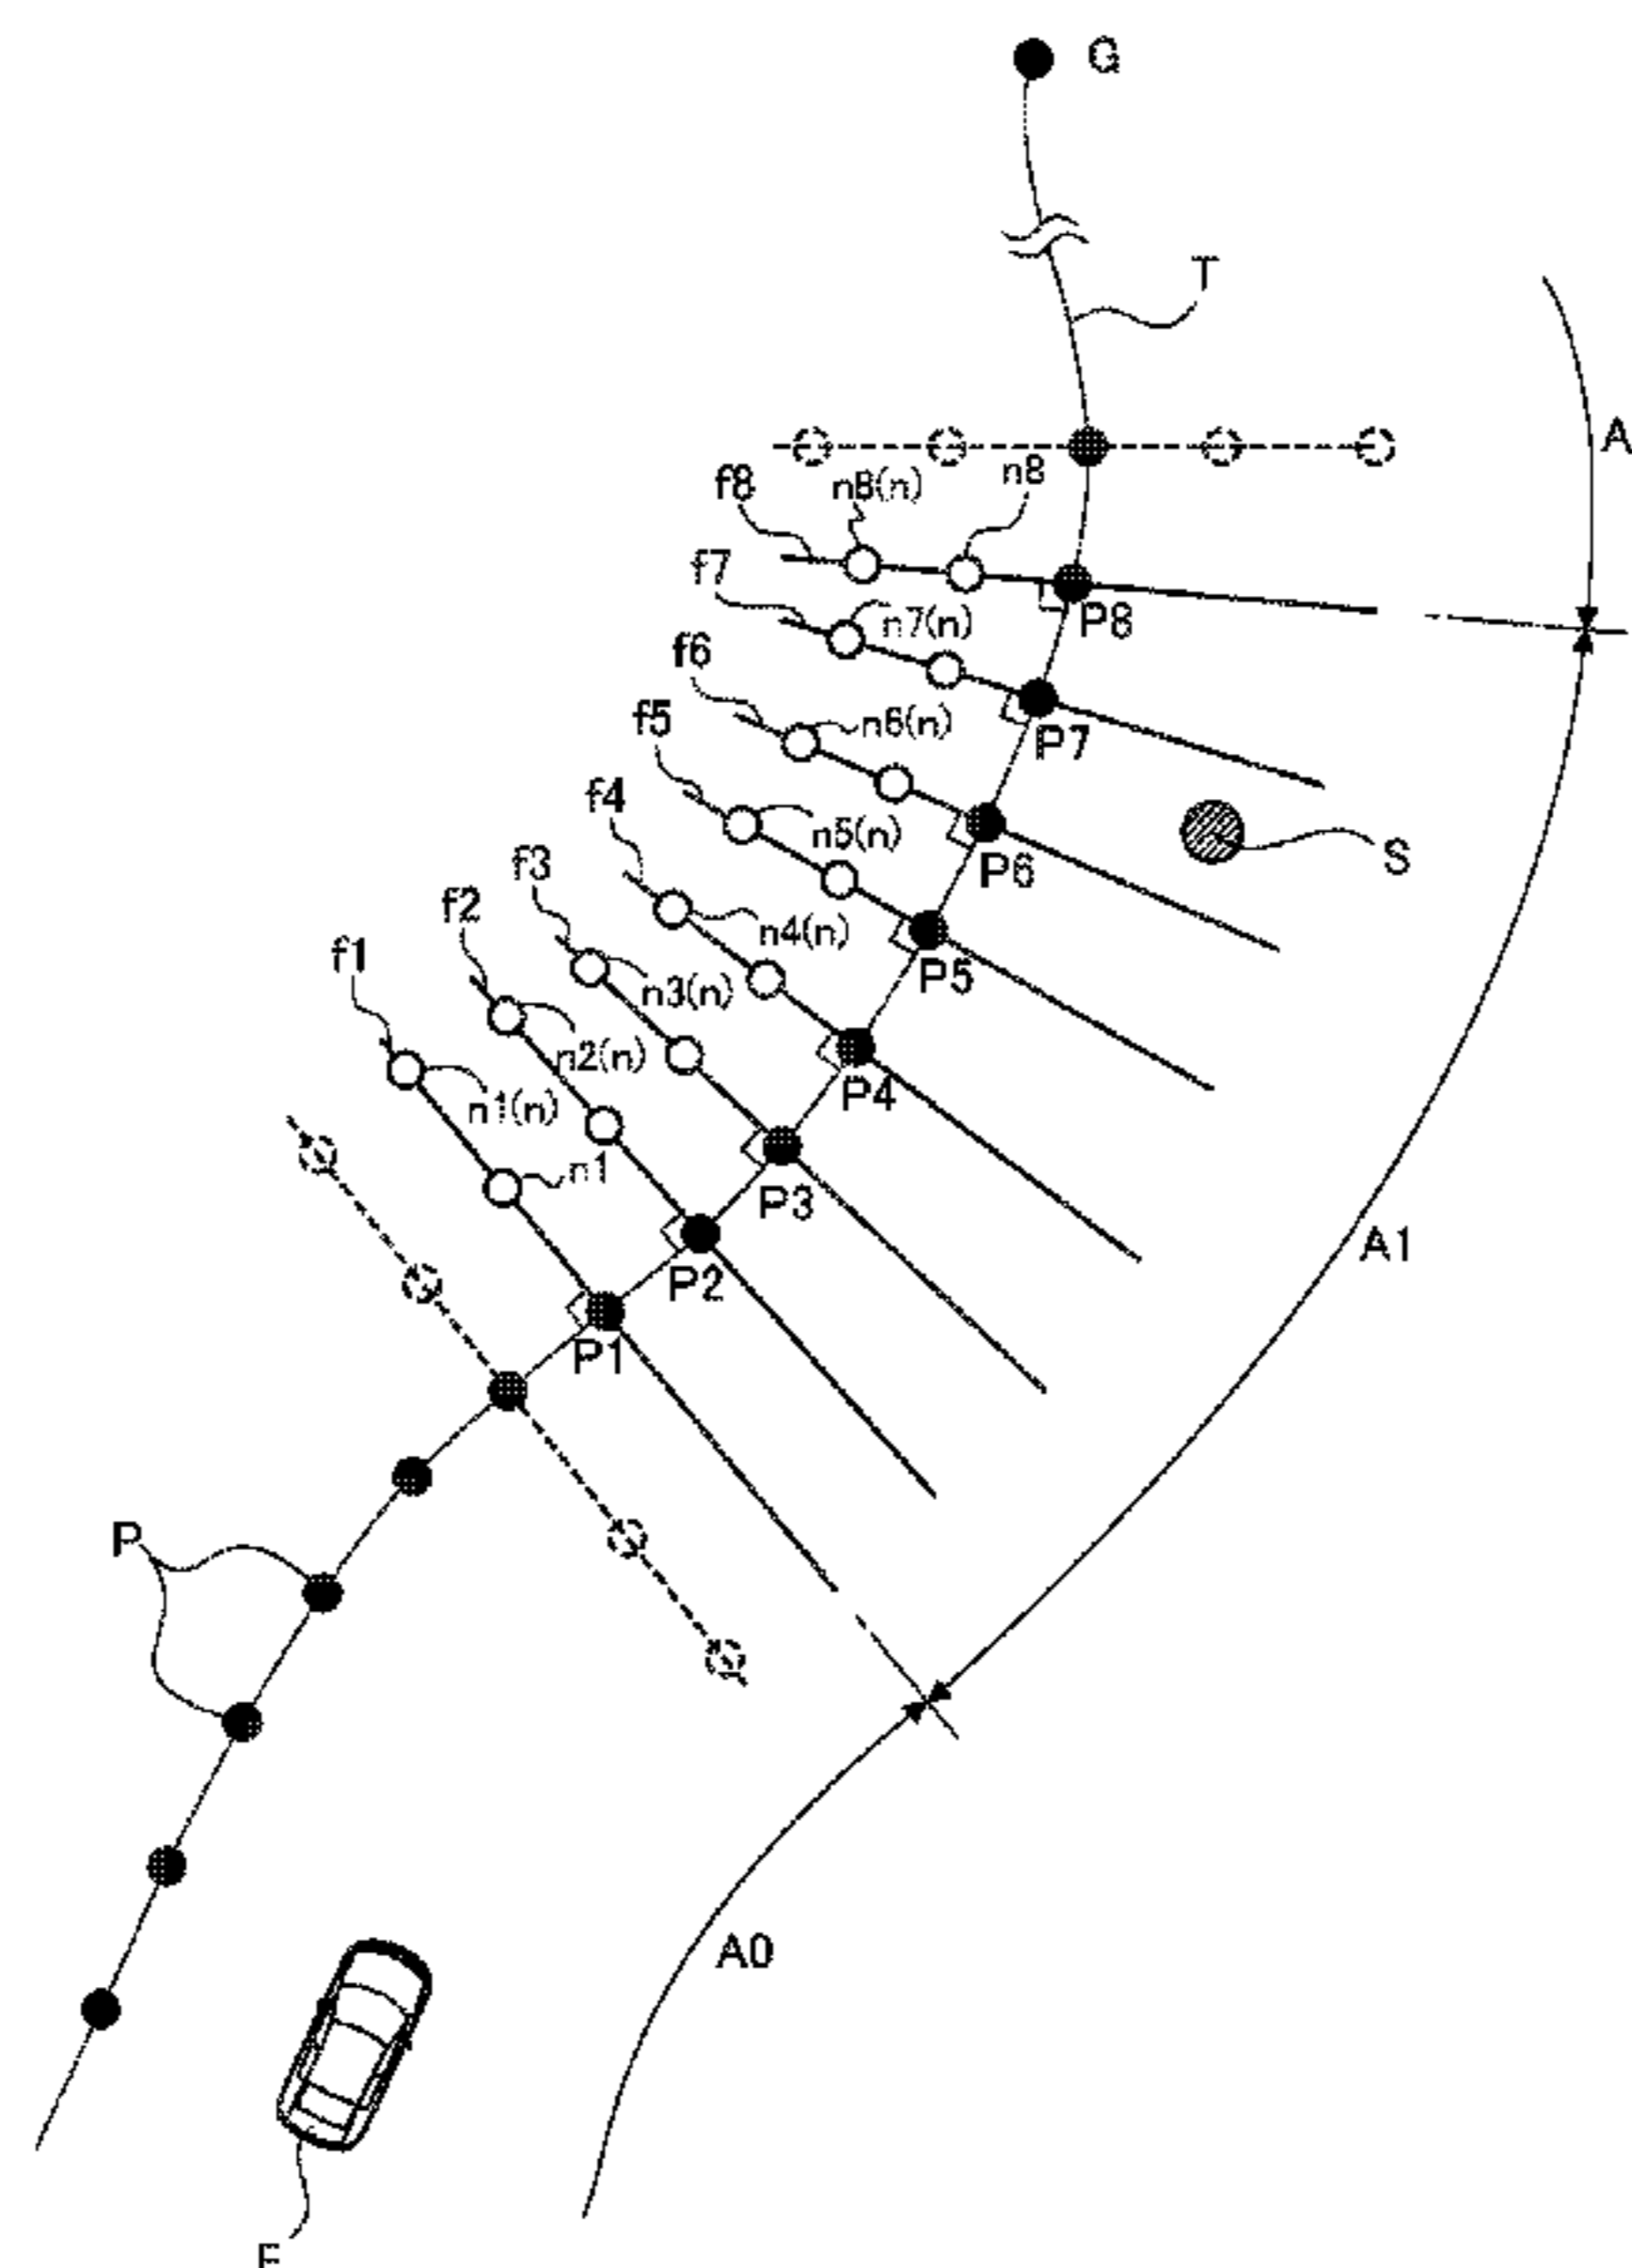 G
T
A
f8
n8(n)
n8
f7
P8
n7(n)
f6
n6(n)
P7
f5
f4
n5(n)
S
P6
f3
n4(n)
f2
P5
f1
n3(n)
n2(n)
P4
n1(n)
n1
P3
A1
P2
P1
P
A0